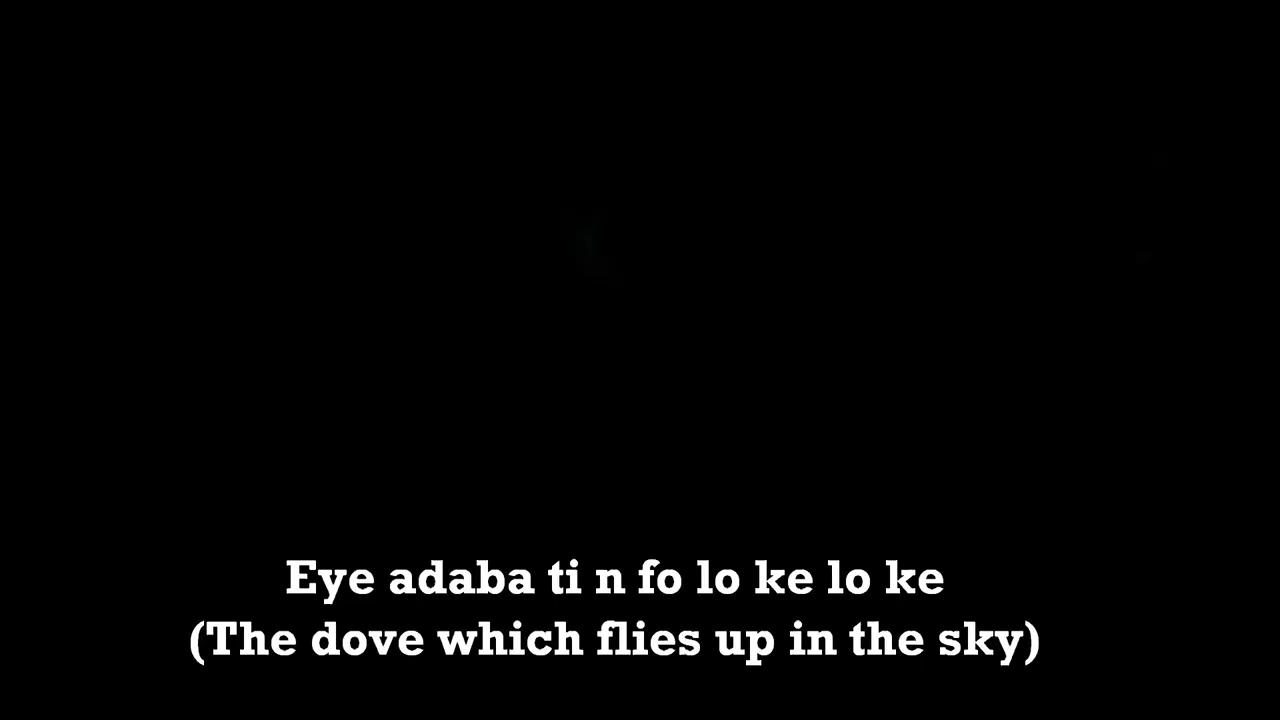 Eye adaba ti n fo lo ke lo ke
(The dove which flies up in the sky)